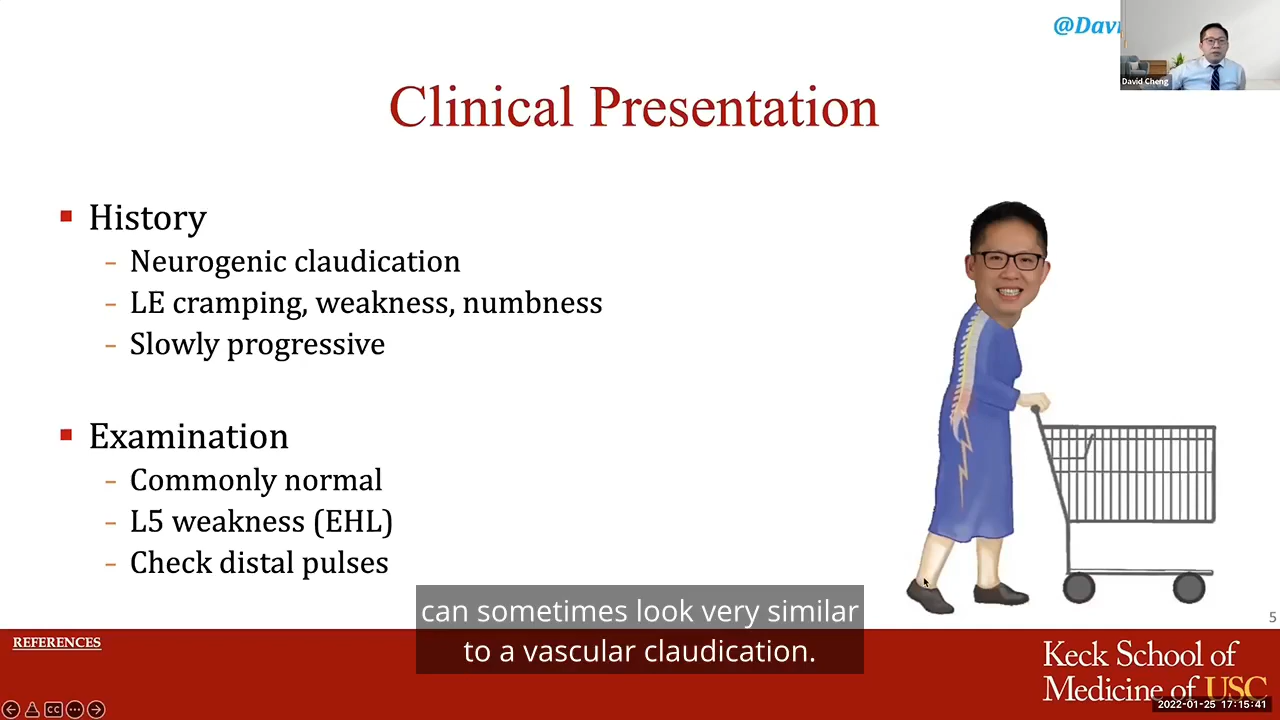 @Davi
David Cheng
Clinical Presentation
▪ History
– Neurogenic claudication
– LE cramping, weakness, numbness
– Slowly progressive
▪ Examination
– Commonly normal
– L5 weakness (EHL)
– Check distal pulses
can sometimes look very similar
to a vascular claudication.
5
REFERENCES
Keck School of
Medicine of USC
CC
2022-01-25 17:15:41